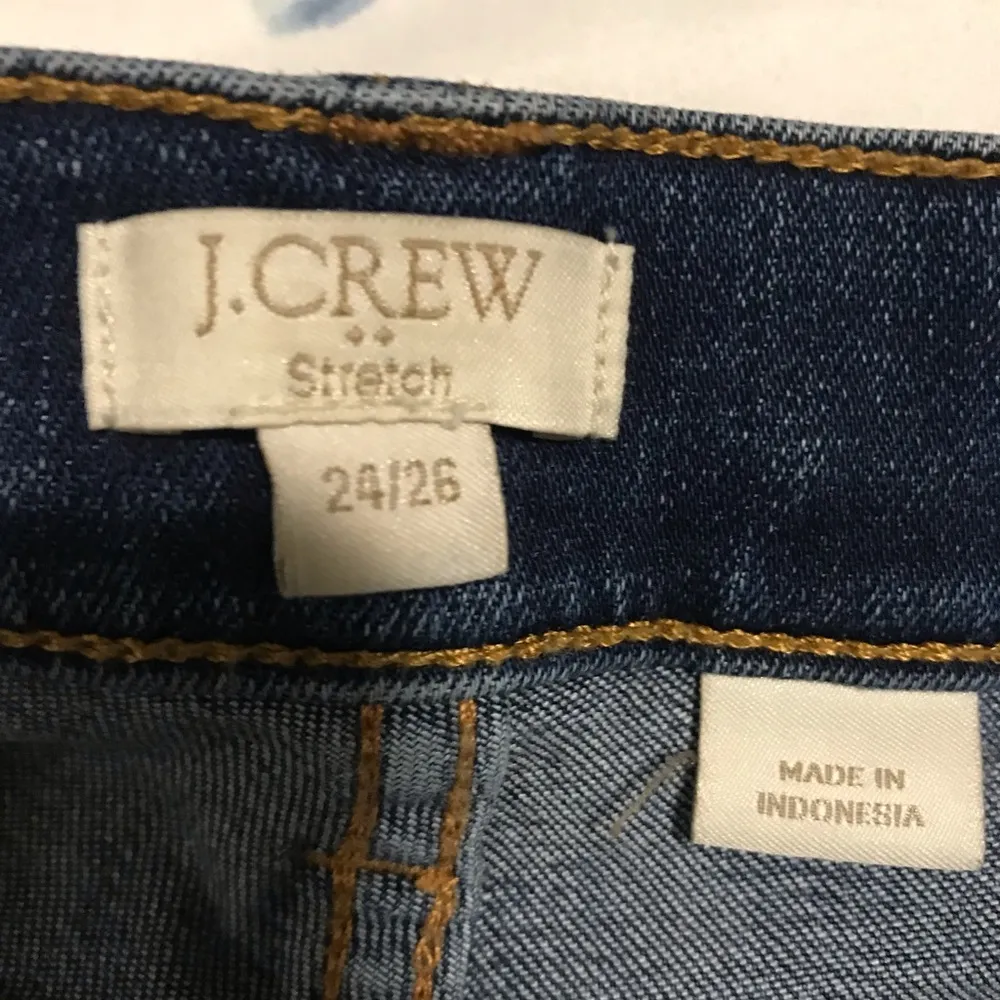 J.CREW
Stretch
24/26
MADE IN
INDONESIA